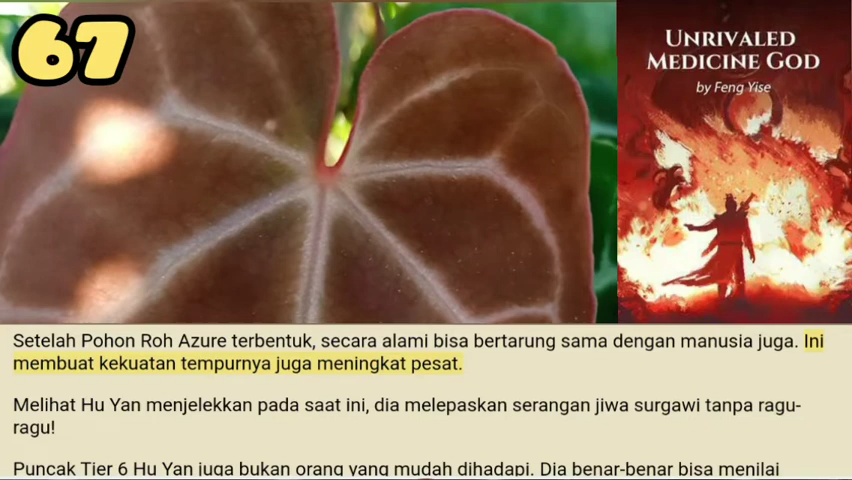 67
UNRIVALED
MEDICINE GOD
by Feng Yise
Setelah Pohon Roh Azure terbentuk, secara alami bisa bertarung sama dengan manusia juga. Ini
membuat kekuatan tempurnya juga meningkat pesat.
Melihat Hu Yan menjelekkan pada saat ini, dia melepaskan serangan jiwa surgawi tanpa ragu-
ragu!
Puncak Tier 6 Hu Yan juga bukan orang yang mudah dihadapi. Dia benar-benar bisa menilai